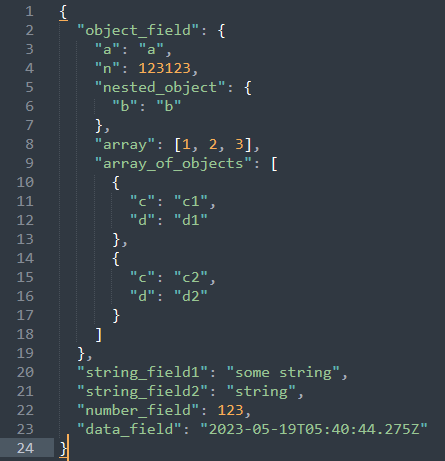 1 {
2   "object_field": {
3     "a": "a",
4     "n": 123123,
5     "nested_object": {
6       "b": "b"
7     },
8     "array": [1, 2, 3],
9     "array_of_objects": [
10       {
11         "c": "c1",
12         "d": "d1"
13       },
14       {
15         "c": "c2",
16         "d": "d2"
17       }
18     ]
19   },
20   "string_field1": "some string",
21   "string_field2": "string",
22   "number_field": 123,
23   "data_field": "2023-05-19T05:40:44.275Z"
24 }